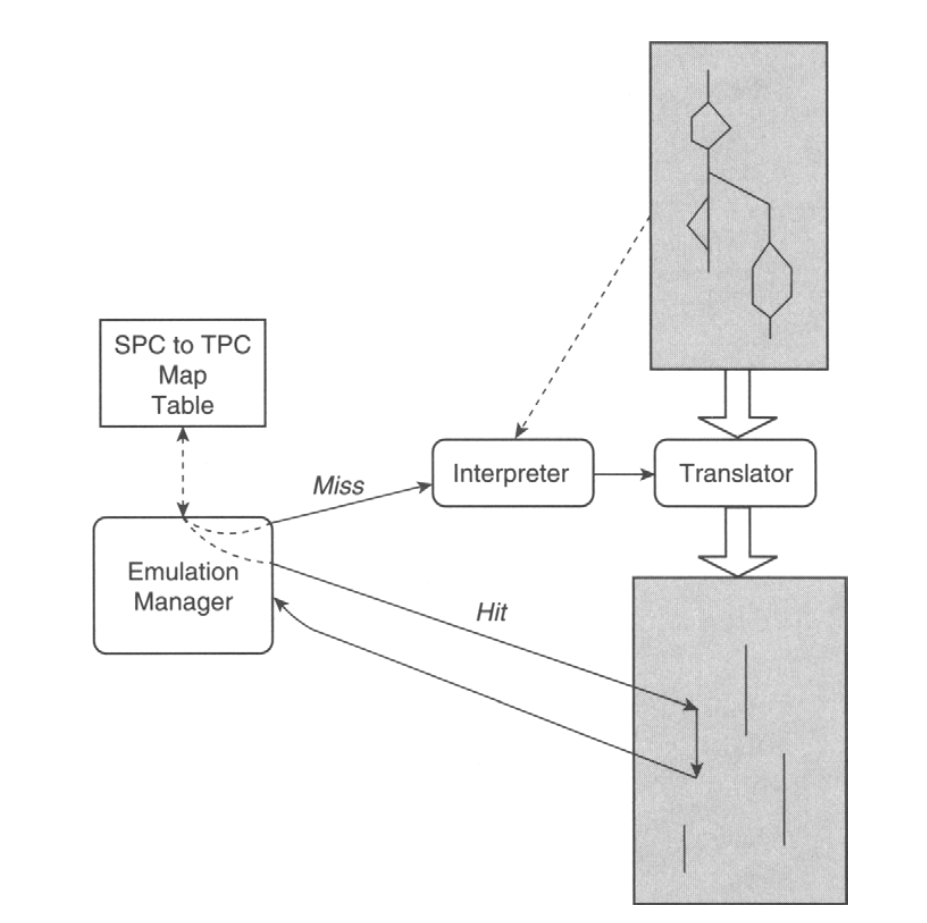 SPC to TPC
Map
Table
Miss
Interpreter
Translator
Emulation
Manager
Hit